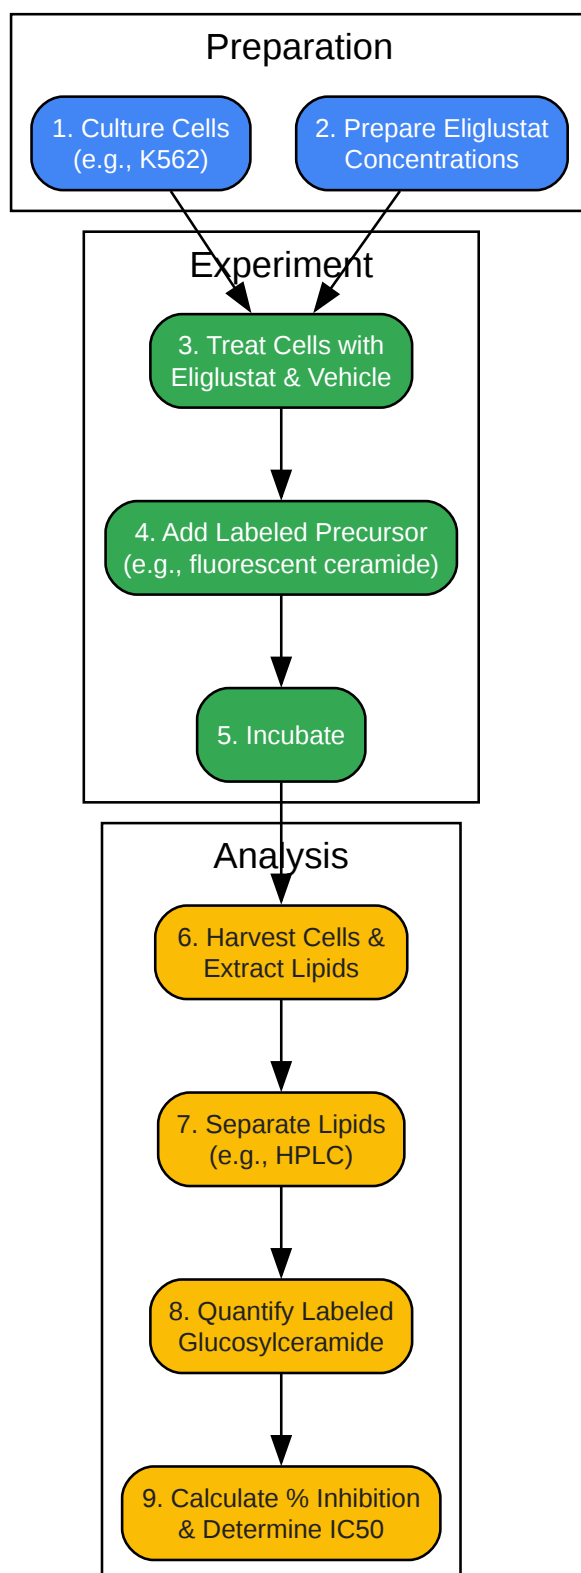 Preparation
1. Culture Cells
(e.g., K562)
2. Prepare Eliglustat
Concentrations
Experiment
3. Treat Cells with
Eliglustat & Vehicle
4. Add Labeled Precursor
(e.g., fluorescent ceramide)
5. Incubate
Analysis
6. Harvest Cells &
Extract Lipids
7. Separate Lipids
(e.g., HPLC)
8. Quantify Labeled
Glucosylceramide
9. Calculate % Inhibition
& Determine IC50